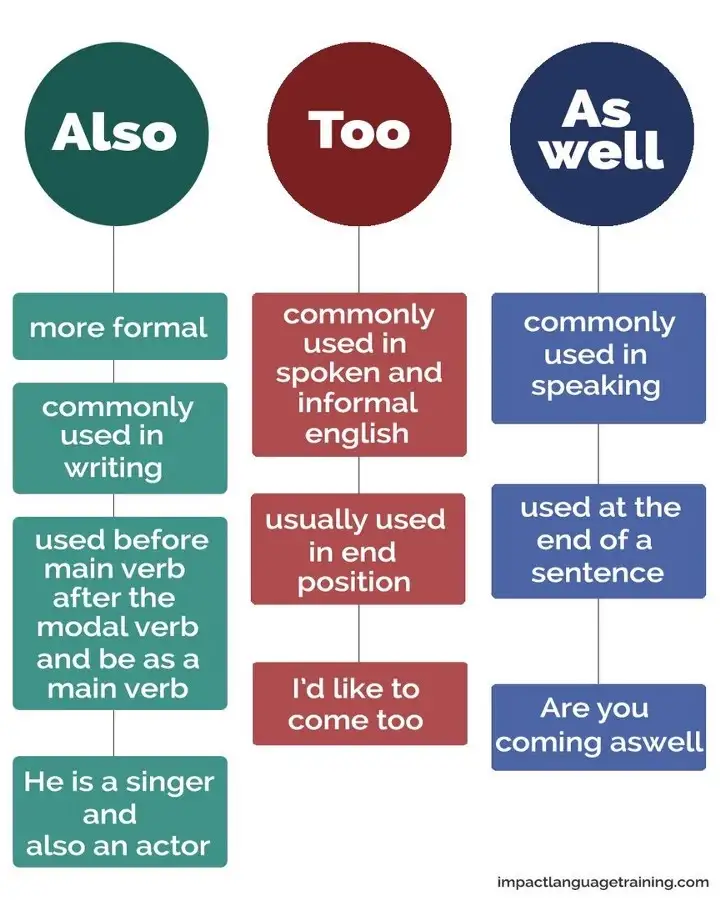 Also
more formal
commonly
used in
writing
used before
main verb
after the
modal verb
and be as a
main verb
He is a singer
and
also an actor
Too
commonly
used in
spoken and
informal
english
usually used
in end
position
I'd like to
come too
As
well
commonly
used in
speaking
used at the
end of a
sentence
Are you
coming aswell
impactlanguagetraining.com